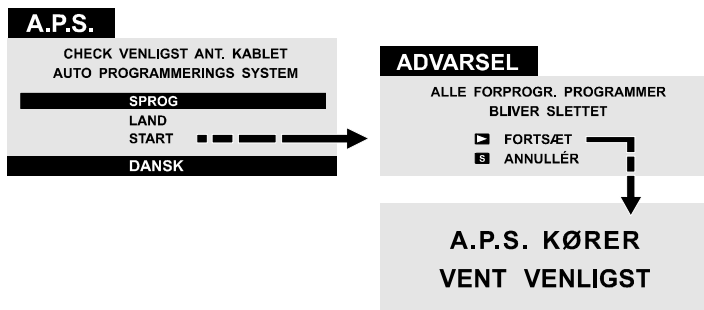 A.P.S.
CHECK VENLIGST ANT. KABLET
AUTO PROGRAMMERINGS SYSTEM
SPROG
LAND
START
DANSK
ADVARSEL
ALLE FORPROGR. PROGRAMMER
BLIVER SLETTET
FORTSÆT
S ANNULLÉR
A.P.S. KØRER
VENT VENLIGST